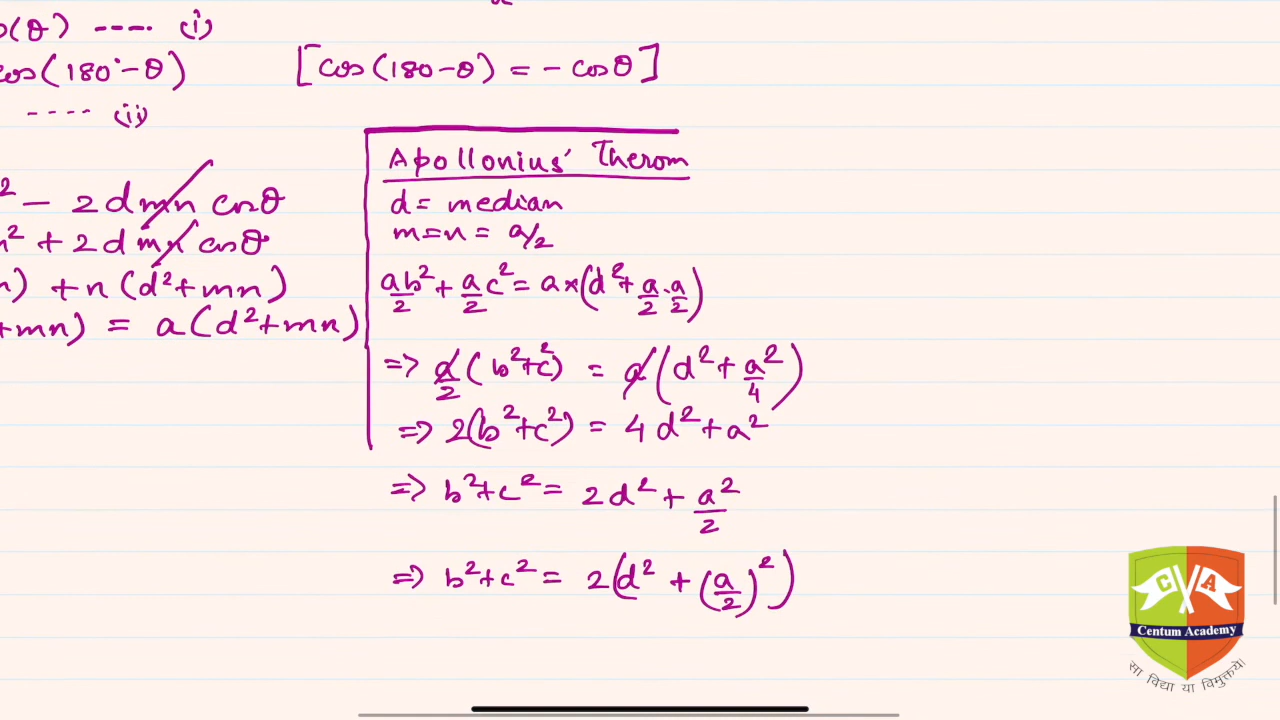 (θ) ---- (i)
cos(180°-θ) [cos(180-θ) = - cosθ]
---- (ii)
² - 2dmn cosθ
² + 2dmn cosθ
) + n(d²+mn)
+mn) = a(d²+mn)
Apollonius' Therom
d = median
m=n= a/2
ab²/2 + a/2 c² = a×(d²+ a/2 . a/2)
=> a/2 (b²+c²) = a(d²+ a²/4)
=> 2(b²+c²) = 4d²+a²
=> b²+c² = 2d² + a²/2
=> b²+c² = 2(d² + (a/2)²)
C A
Centum Academy
सा विद्या या विमुक्तये।